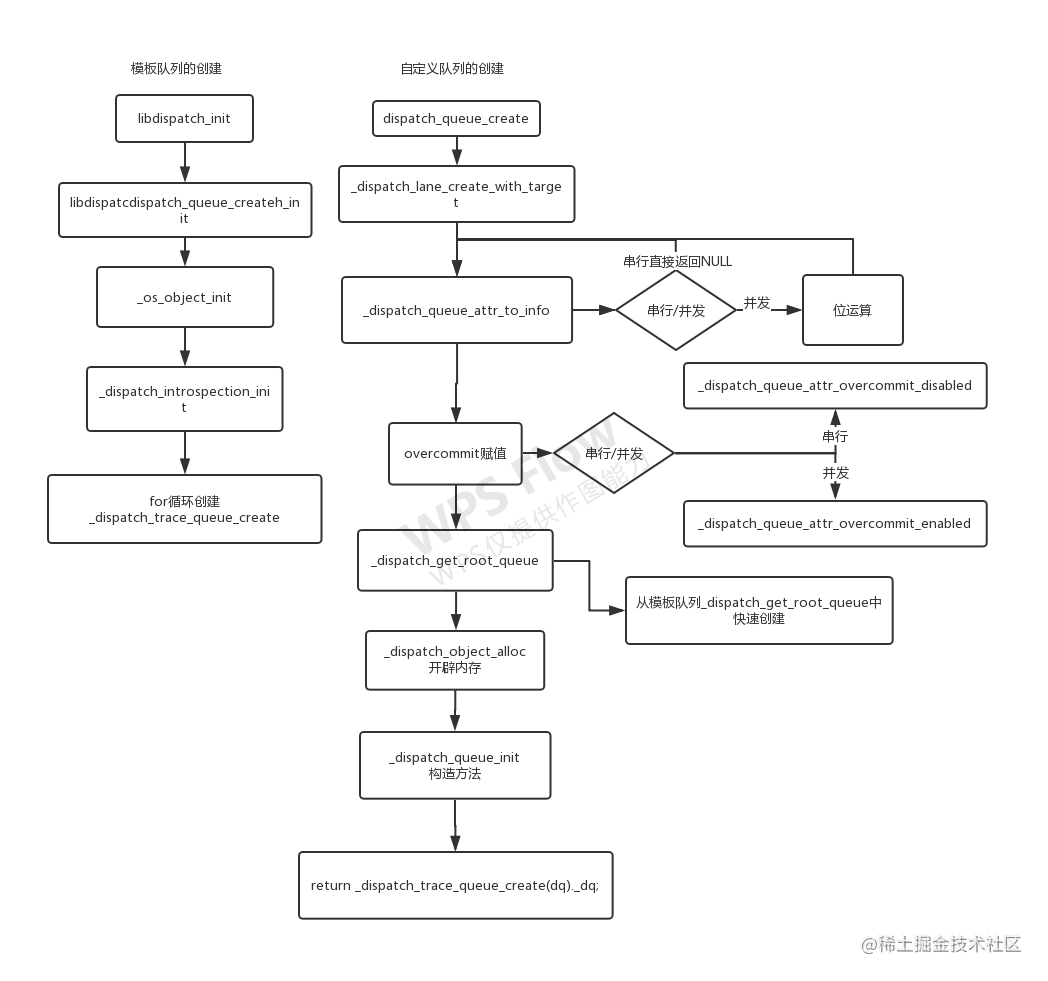 模板队列的创建
libdispatch_init
libdispatcdispatch_queue_createh_in
it
_os_object_init
_dispatch_introspection_ini
t
for循环创建
_dispatch_trace_queue_create
自定义队列的创建
dispatch_queue_create
_dispatch_lane_create_with_targe
t
串行直接返回NULL
_dispatch_queue_attr_to_info
串行/并发
并发
位运算
_dispatch_queue_attr_overcommit_disabled
串行
overcommit赋值
串行/并发
并发
_dispatch_queue_attr_overcommit_enabled
WPS Flow
WPS仅提供作图能力
_dispatch_get_root_queue
从模板队列_dispatch_get_root_queue中
快速创建
_dispatch_object_alloc
开辟内存
_dispatch_queue_init
构造方法
return _dispatch_trace_queue_create(dq)._dq;
@稀土掘金技术社区